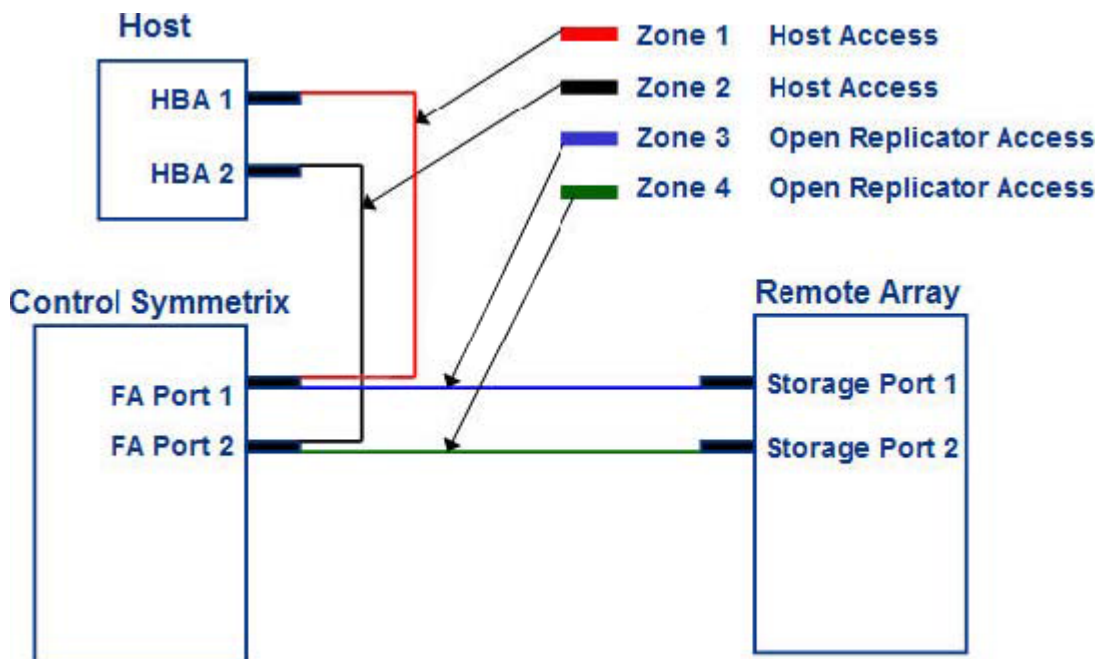 Host
HBA 1
HBA 2
Zone 1 Host Access
Zone 2 Host Access
Zone 3 Open Replicator Access
Zone 4 Open Replicator Access
Control Symmetrix
FA Port 1
FA Port 2
Remote Array
Storage Port 1
Storage Port 2